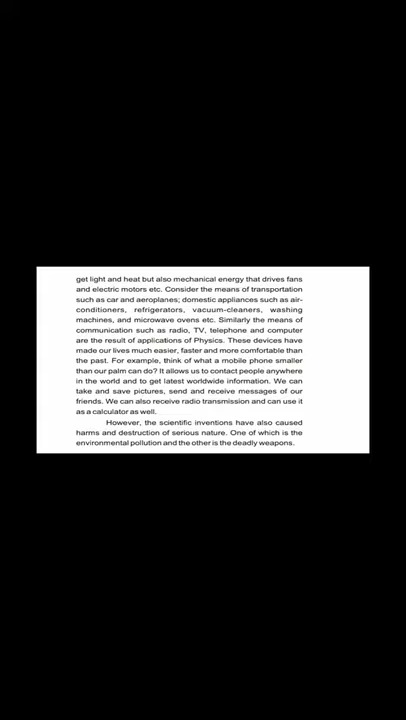 get light and heat but also mechanical energy that drives fans
and electric motors etc. Consider the means of transportation
such as car and aeroplanes; domestic appliances such as air-
conditioners, refrigerators, vacuum-cleaners, washing
machines, and microwave ovens etc. Similarly the means of
communication such as radio, TV, telephone and computer
are the result of applications of Physics. These devices have
made our lives much easier, faster and more comfortable than
the past. For example, think of what a mobile phone smaller
than our palm can do? It allows us to contact people anywhere
in the world and to get latest worldwide information. We can
take and save pictures, send and receive messages of our
friends. We can also receive radio transmission and can use it
as a calculator as well.
However, the scientific inventions have also caused
harms and destruction of serious nature. One of which is the
environmental pollution and the other is the deadly weapons.